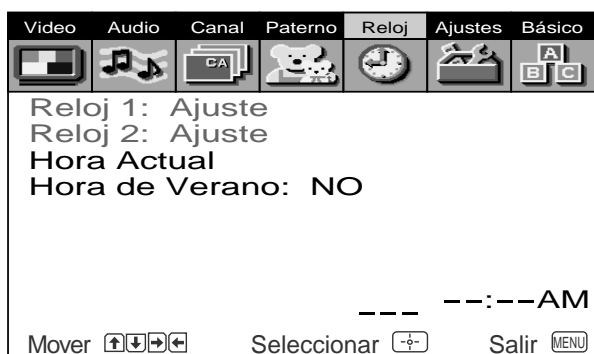 Video Audio Canal Paterno Reloj Ajustes Básico
CA A B C
Reloj 1: Ajuste
Reloj 2: Ajuste
Hora Actual
Hora de Verano: NO
___ --:--AM
Mover Seleccionar Salir MENU